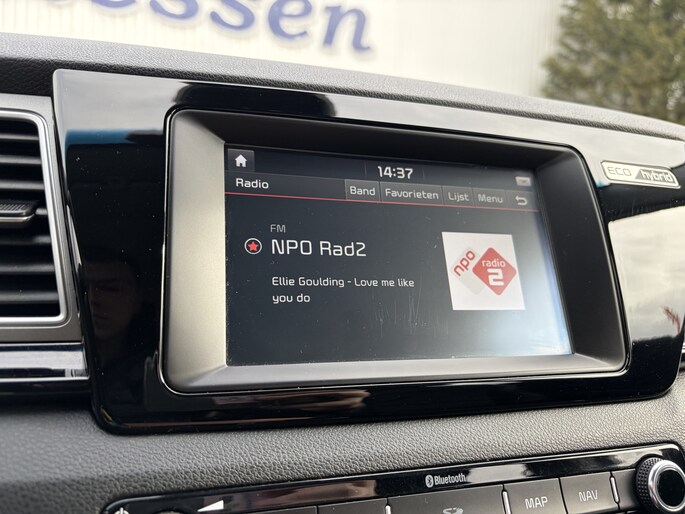 essen
14:37
Radio Band Favorieten Lijst Menu
FM
NPO Rad2
Ellie Goulding - Love me like
you do
npo radio
2
ECO hybrid
Bluetooth
MAP NAV